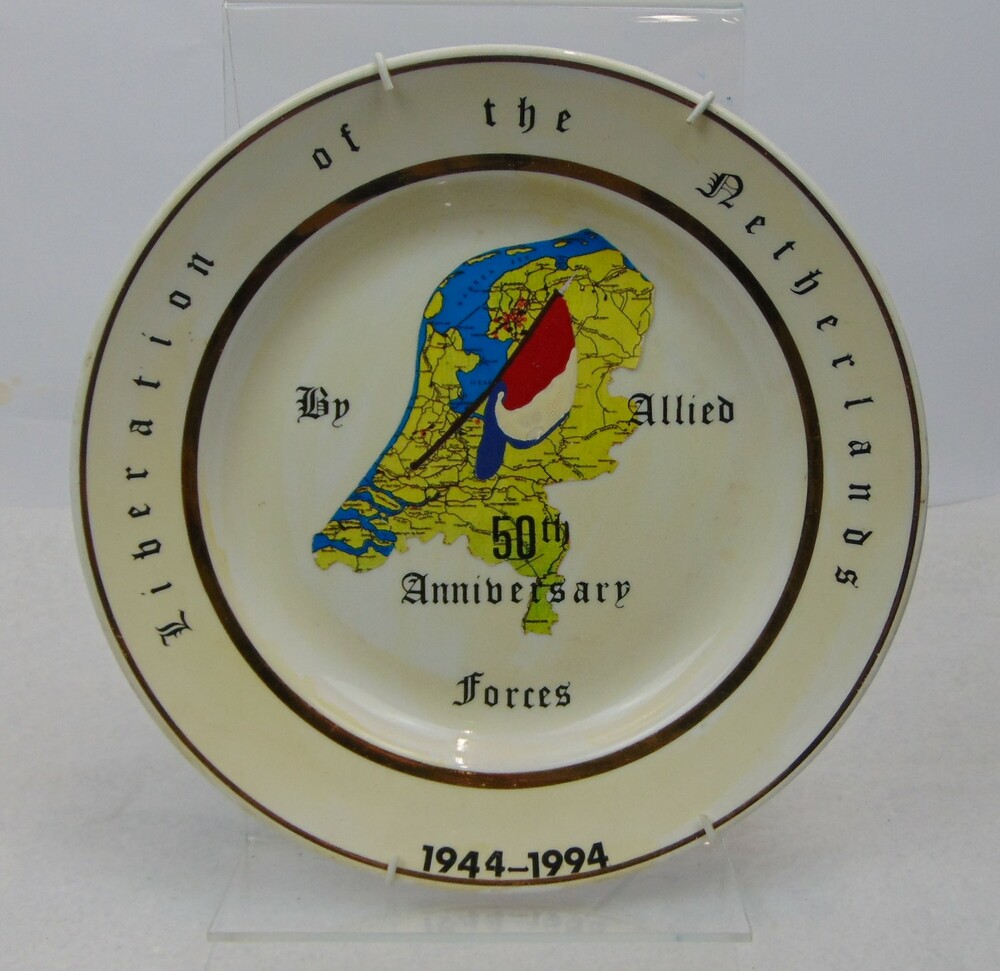 Liberation of the Netherlands
By Allied
50th
Anniversary
Forces
1944-1994